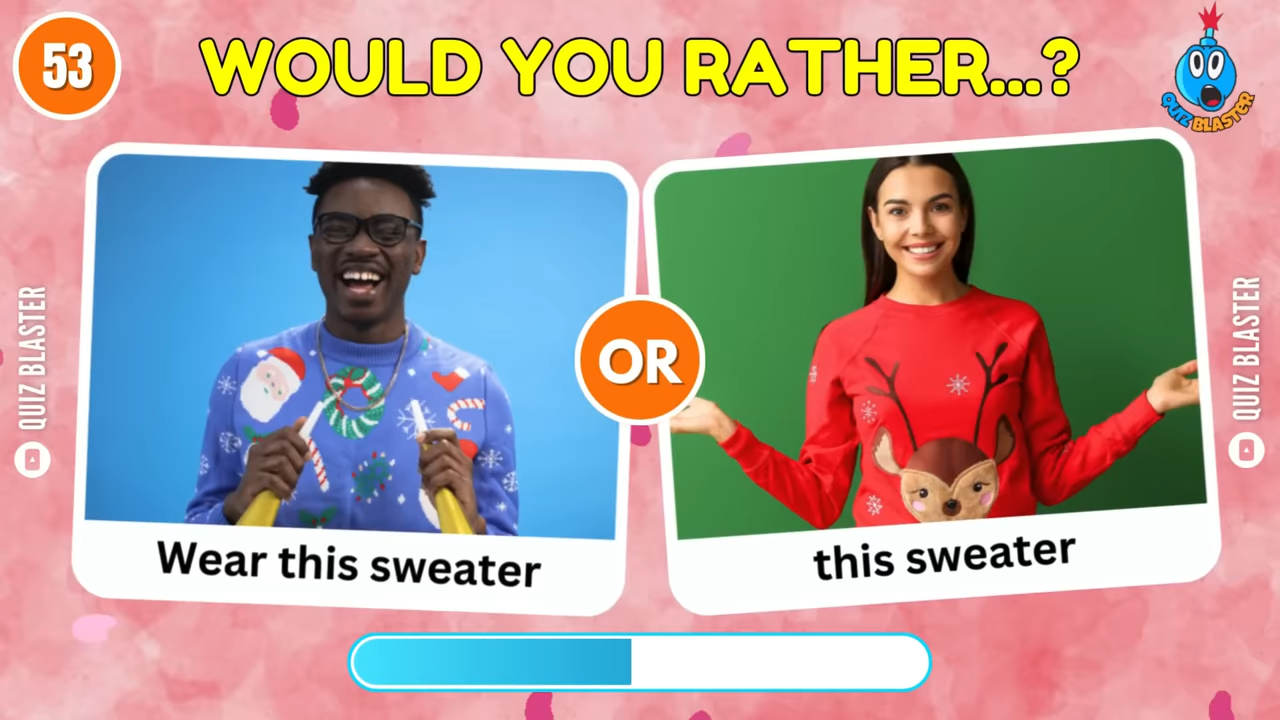 53
WOULD YOU RATHER...?
QUIZ BLASTER
QUIZ BLASTER
OR
Wear this sweater
this sweater
QUIZ BLASTER